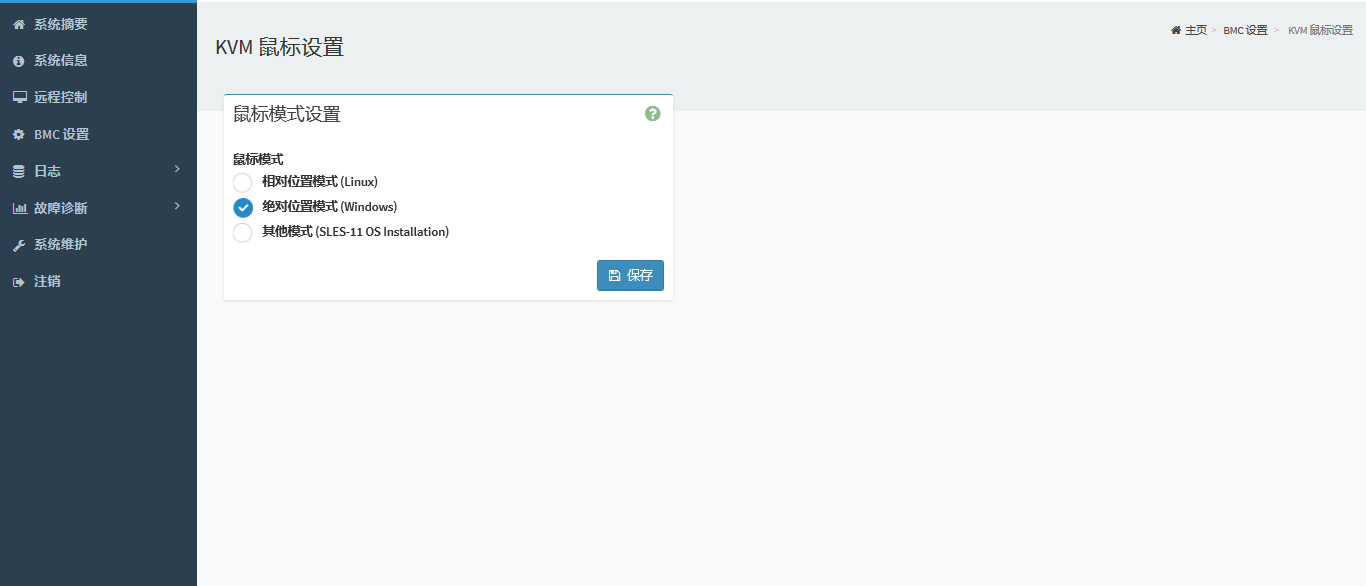 系统摘要
系统信息
远程控制
BMC 设置
日志
故障诊断
系统维护
注销
KVM 鼠标设置
主页 > BMC 设置 > KVM 鼠标设置
鼠标模式设置
鼠标模式
相对位置模式 (Linux)
绝对位置模式 (Windows)
其他模式 (SLES-11 OS Installation)
保存